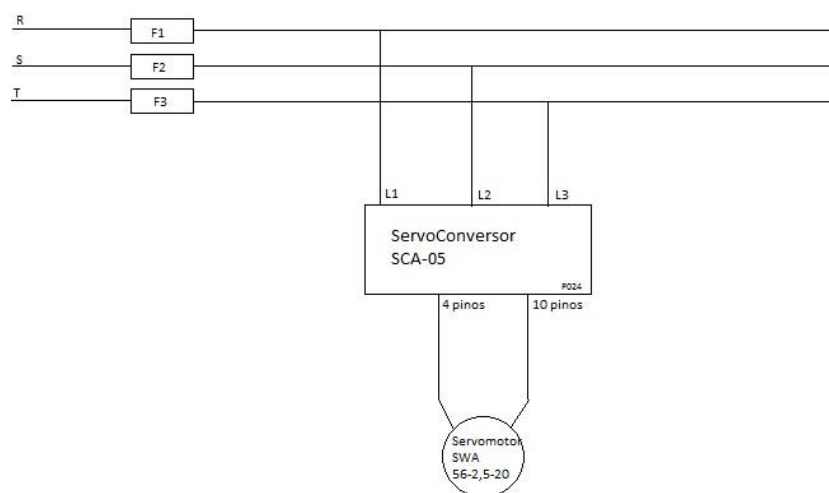 R
F1
S
F2
T
F3
L1
L2
L3
ServoConversor
SCA-05
P024
4 pinos
10 pinos
Servomotor
SWA
56-2,5-20